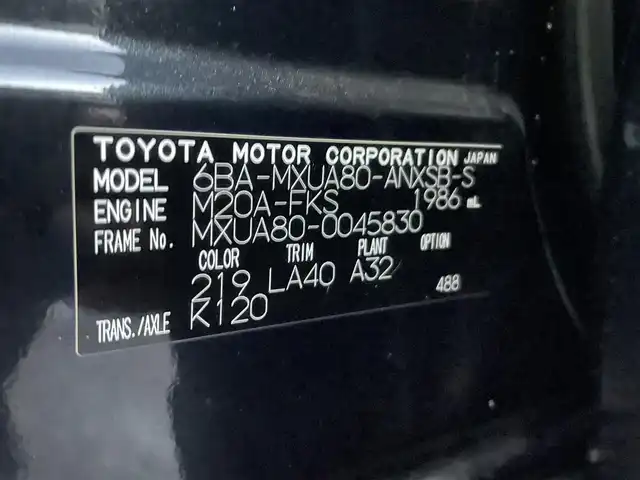 TOYOTA MOTOR CORPORATION JAPAN
MODEL 6BA-MXUA80-ANXSB-S
ENGINE M20A-FKS 1986 mL
FRAME No. MXUA80-0045830
COLOR TRIM PLANT OPTION
219 LA40 A32 488
TRANS./AXLE K120